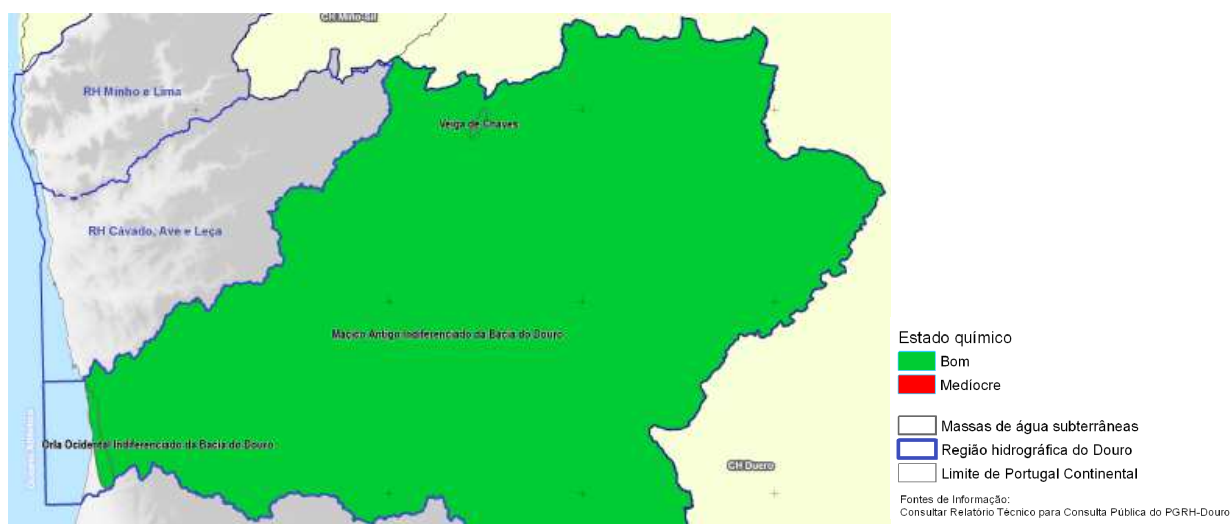 CH Miño-Sil
RH Minho e Lima
Veiga de Chaves
RH Cávado, Ave e Leça
Maciço Antigo Indiferenciado da Bacia do Douro
Orla Ocidental Indiferenciado da Bacia do Douro
CH Duero
Estado químico
Bom
Medíocre
Massas de água subterrâneas
Região hidrográfica do Douro
Limite de Portugal Continental
Fontes de Informação:
Consultar Relatório Técnico para Consulta Pública do PGRH-Douro